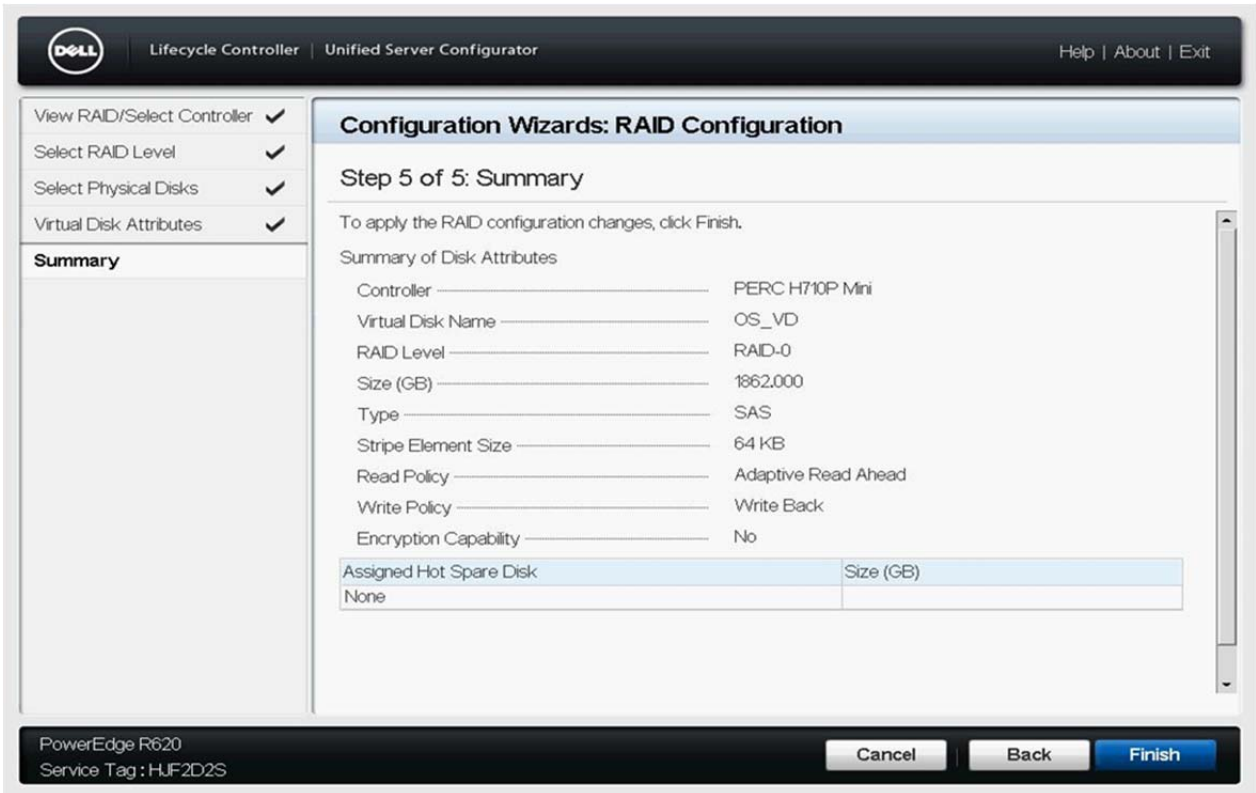 DELL
Lifecycle Controller | Unified Server Configurator
Help | About | Exit
View RAID/Select Controller
Select RAID Level
Select Physical Disks
Virtual Disk Attributes
Summary
Configuration Wizards: RAID Configuration
Step 5 of 5: Summary
To apply the RAID configuration changes, click Finish.
Summary of Disk Attributes
Controller PERC H710P Mini
Virtual Disk Name OS_VD
RAID Level RAID-0
Size (GB) 1862.000
Type SAS
Stripe Element Size 64 KB
Read Policy Adaptive Read Ahead
Write Policy Write Back
Encryption Capability No
Assigned Hot Spare Disk Size (GB)
None
PowerEdge R620
Service Tag : HJF2D2S
Cancel | Back Finish